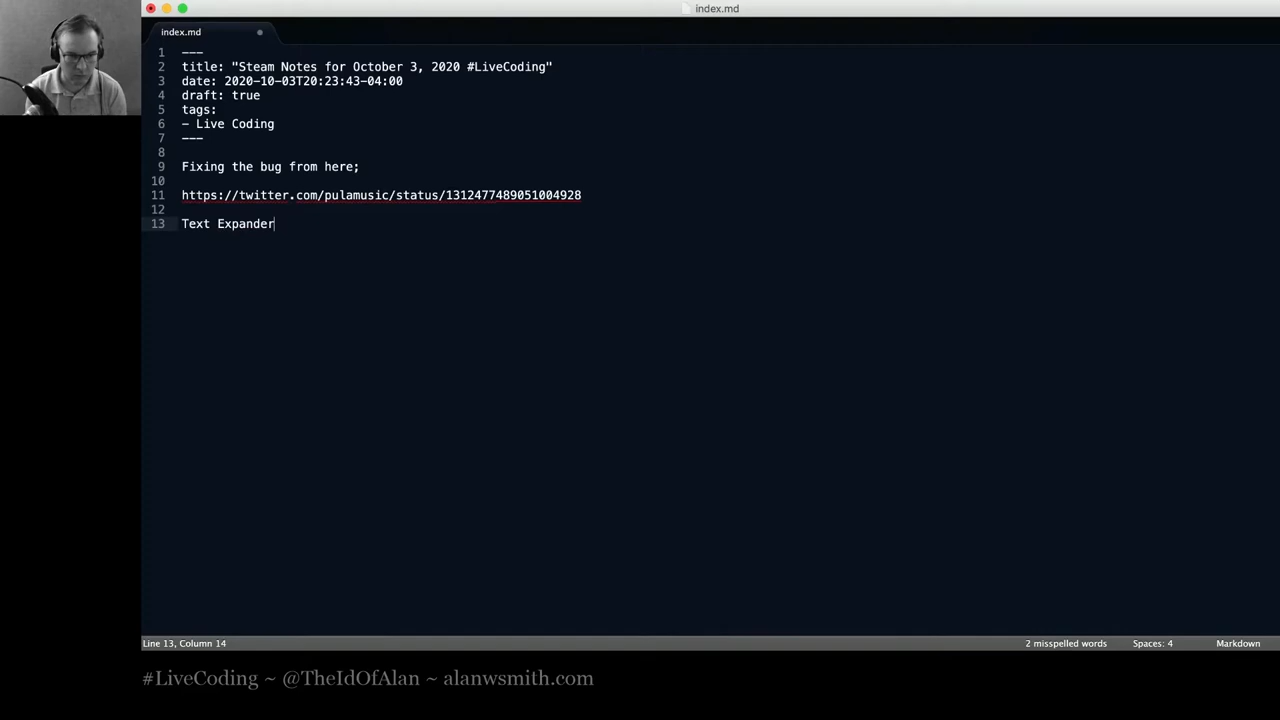 index.md
index.md
1 ---
2 title: "Steam Notes for October 3, 2020 #LiveCoding"
3 date: 2020-10-03T20:23:43-04:00
4 draft: true
5 tags:
6 - Live Coding
7 ---
8
9 Fixing the bug from here;
10
11 https://twitter.com/pulamusic/status/1312477489051004928
12
13 Text Expander
Line 13, Column 14 2 misspelled words Spaces: 4 Markdown
#LiveCoding ~ @TheIdOfAlan ~ alanwsmith.com